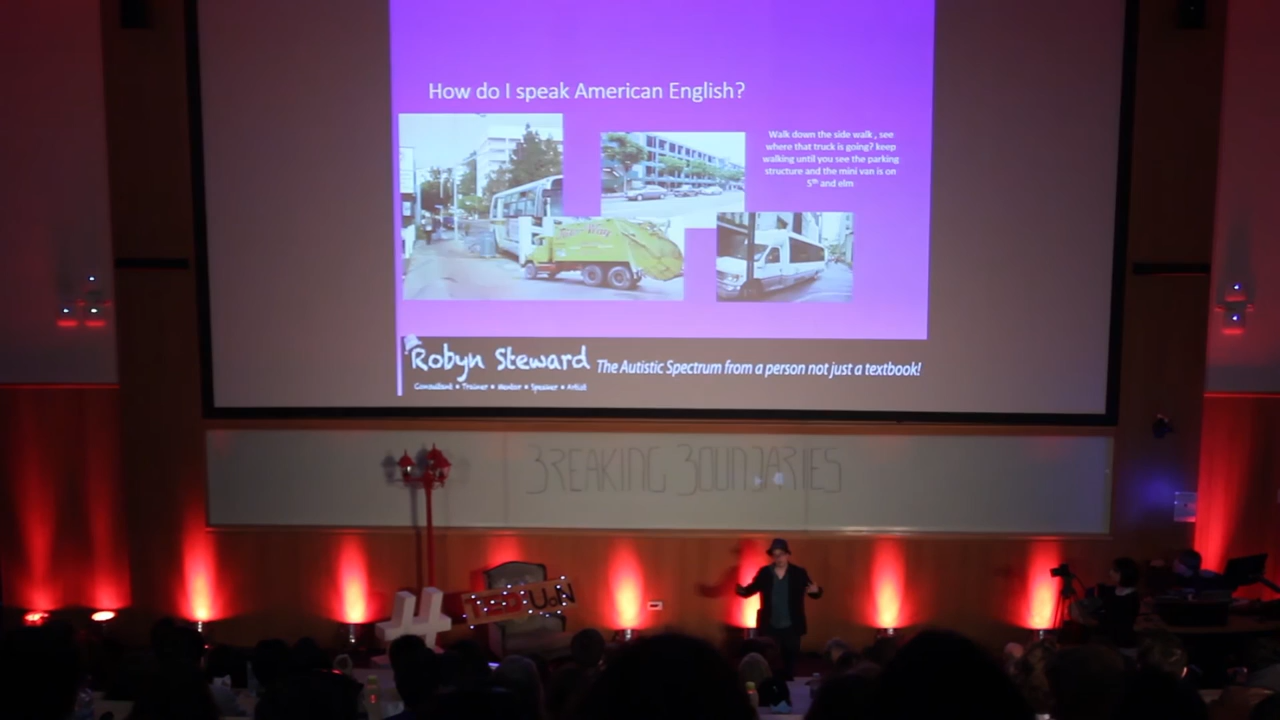 How do I speak American English?
Walk down the side walk , see
where that truck is going? keep
walking until you see the parking
structure and the mini van is on
5th and elm
Robyn Steward
The Autistic Spectrum from a person not just a textbook!
Consultant • Trainer • Mentor • Speaker • Artist
BREAKING BOUNDARIES
TEDxUoN